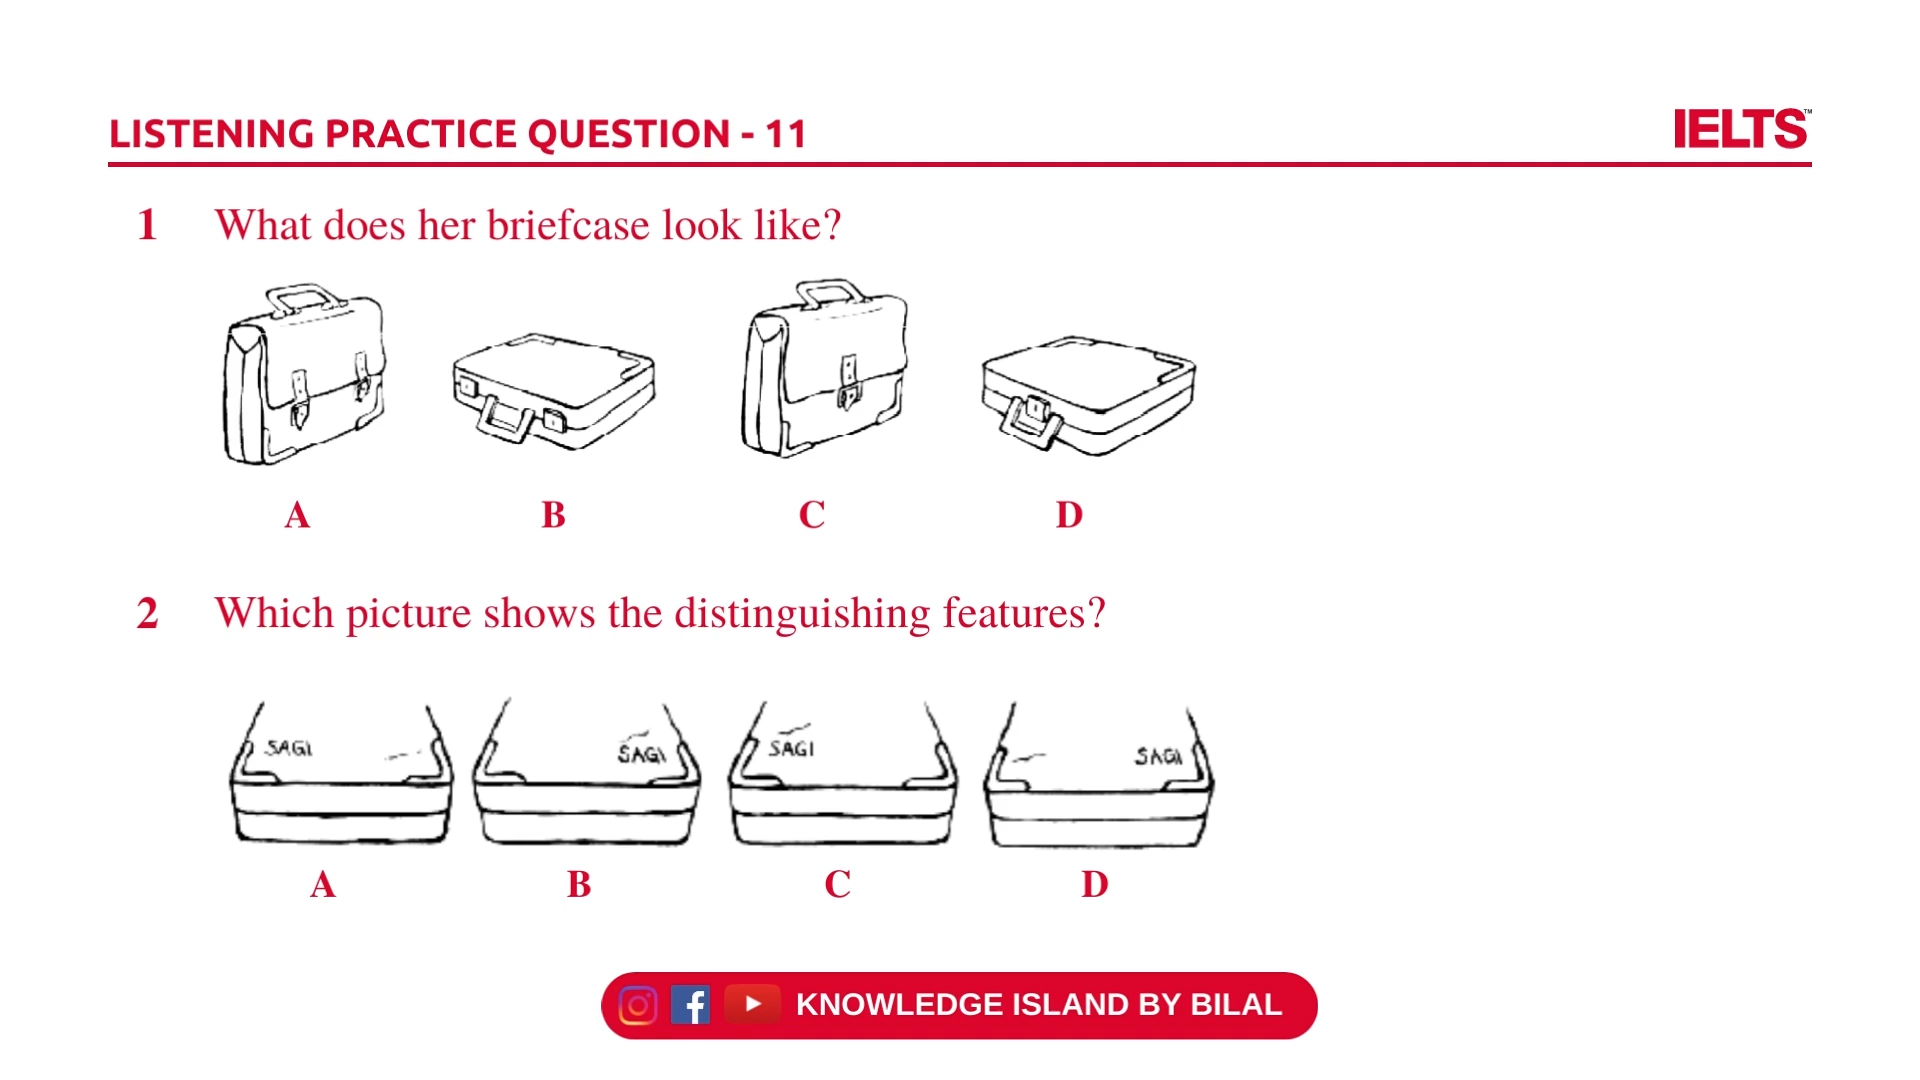 LISTENING PRACTICE QUESTION - 11
IELTS™
1 What does her briefcase look like?
A B C D
2 Which picture shows the distinguishing features?
SAGI SAGI SAGI SAGI
A B C D
KNOWLEDGE ISLAND BY BILAL